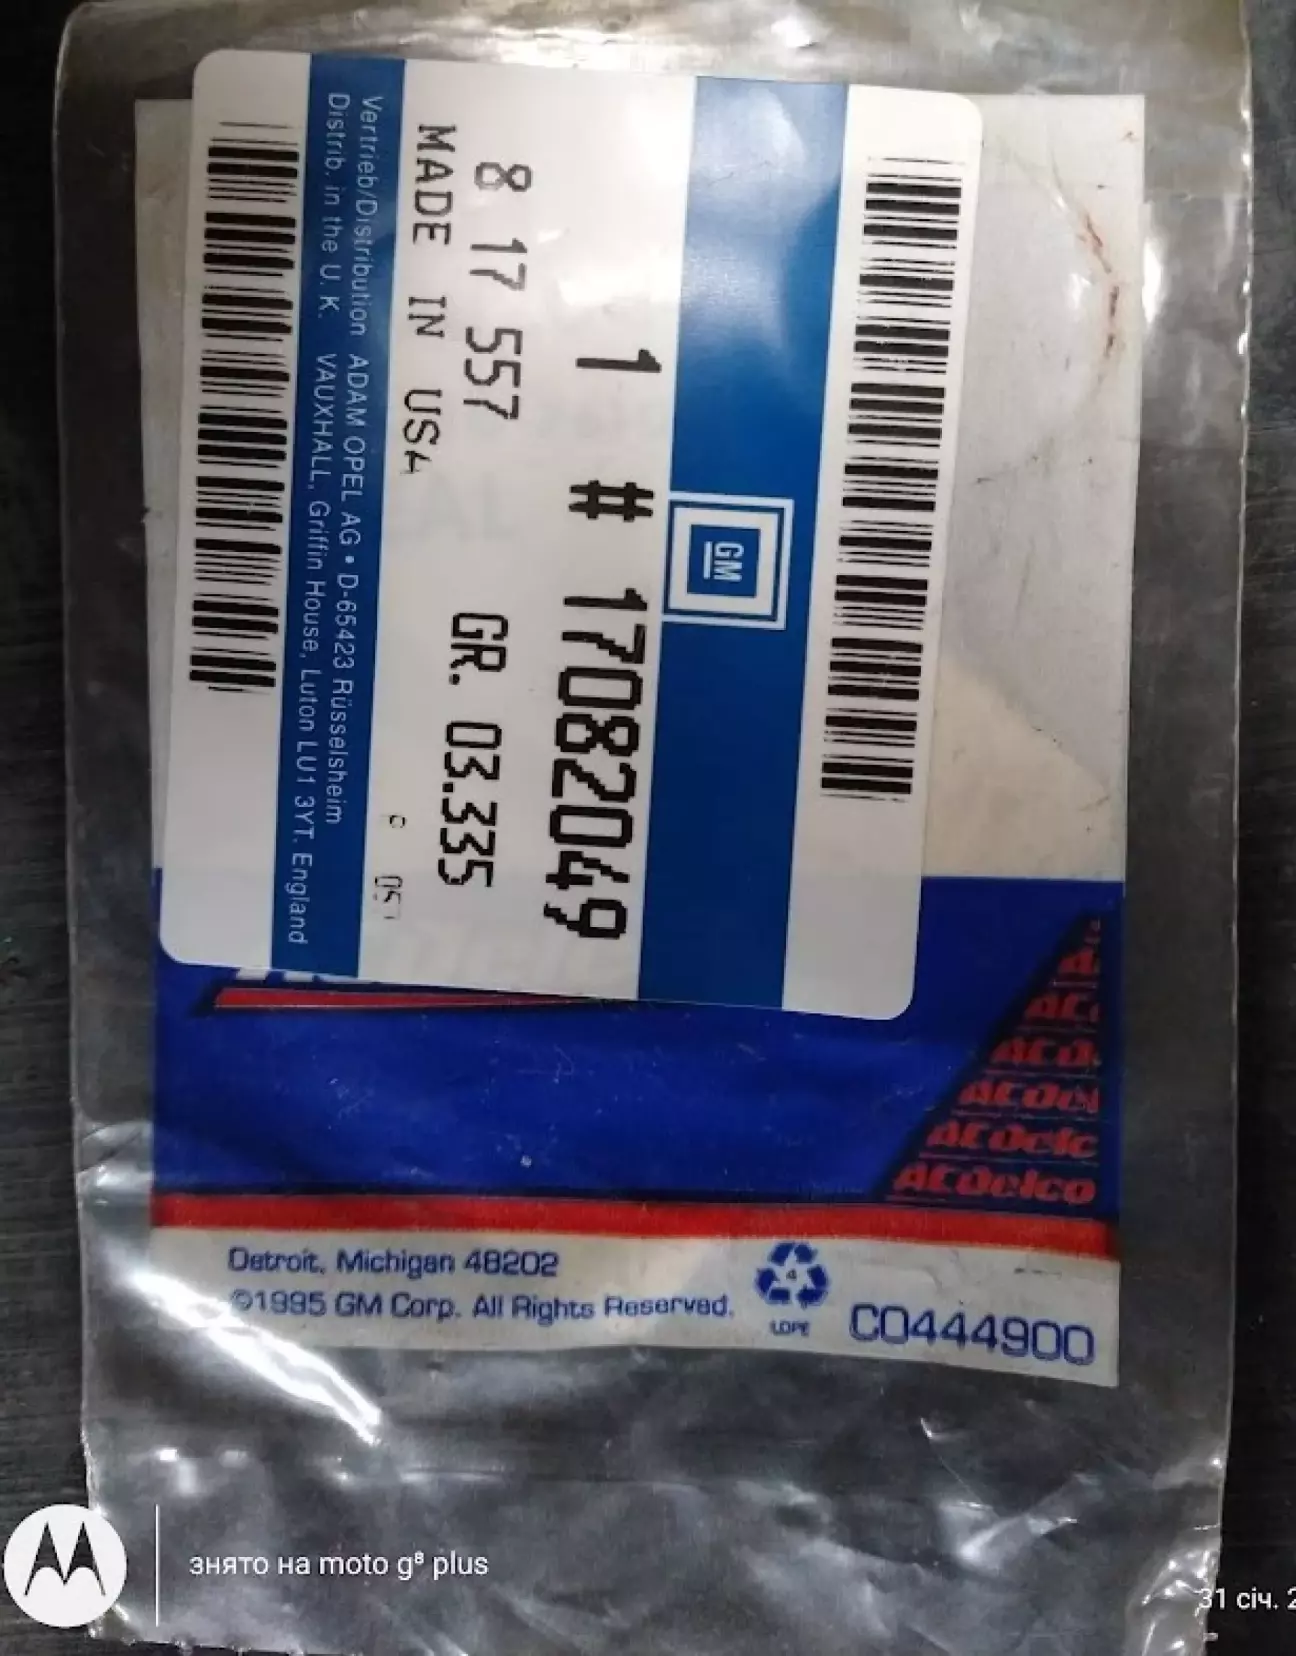 GM
1 # 17082049
8 17 557 GR. 03.335
MADE IN USA
Vertrieb/Distribution ADAM OPEL AG • D-65423 Rüsselsheim
Distrib. in the U. K. VAUXHALL, Griffin House, Luton LU1 3YT. England
ACDelco
Detroit, Michigan 48202
©1995 GM Corp. All Rights Reserved.
4
LDPE
C0444900
знято на moto g⁸ plus
31 січ. 2